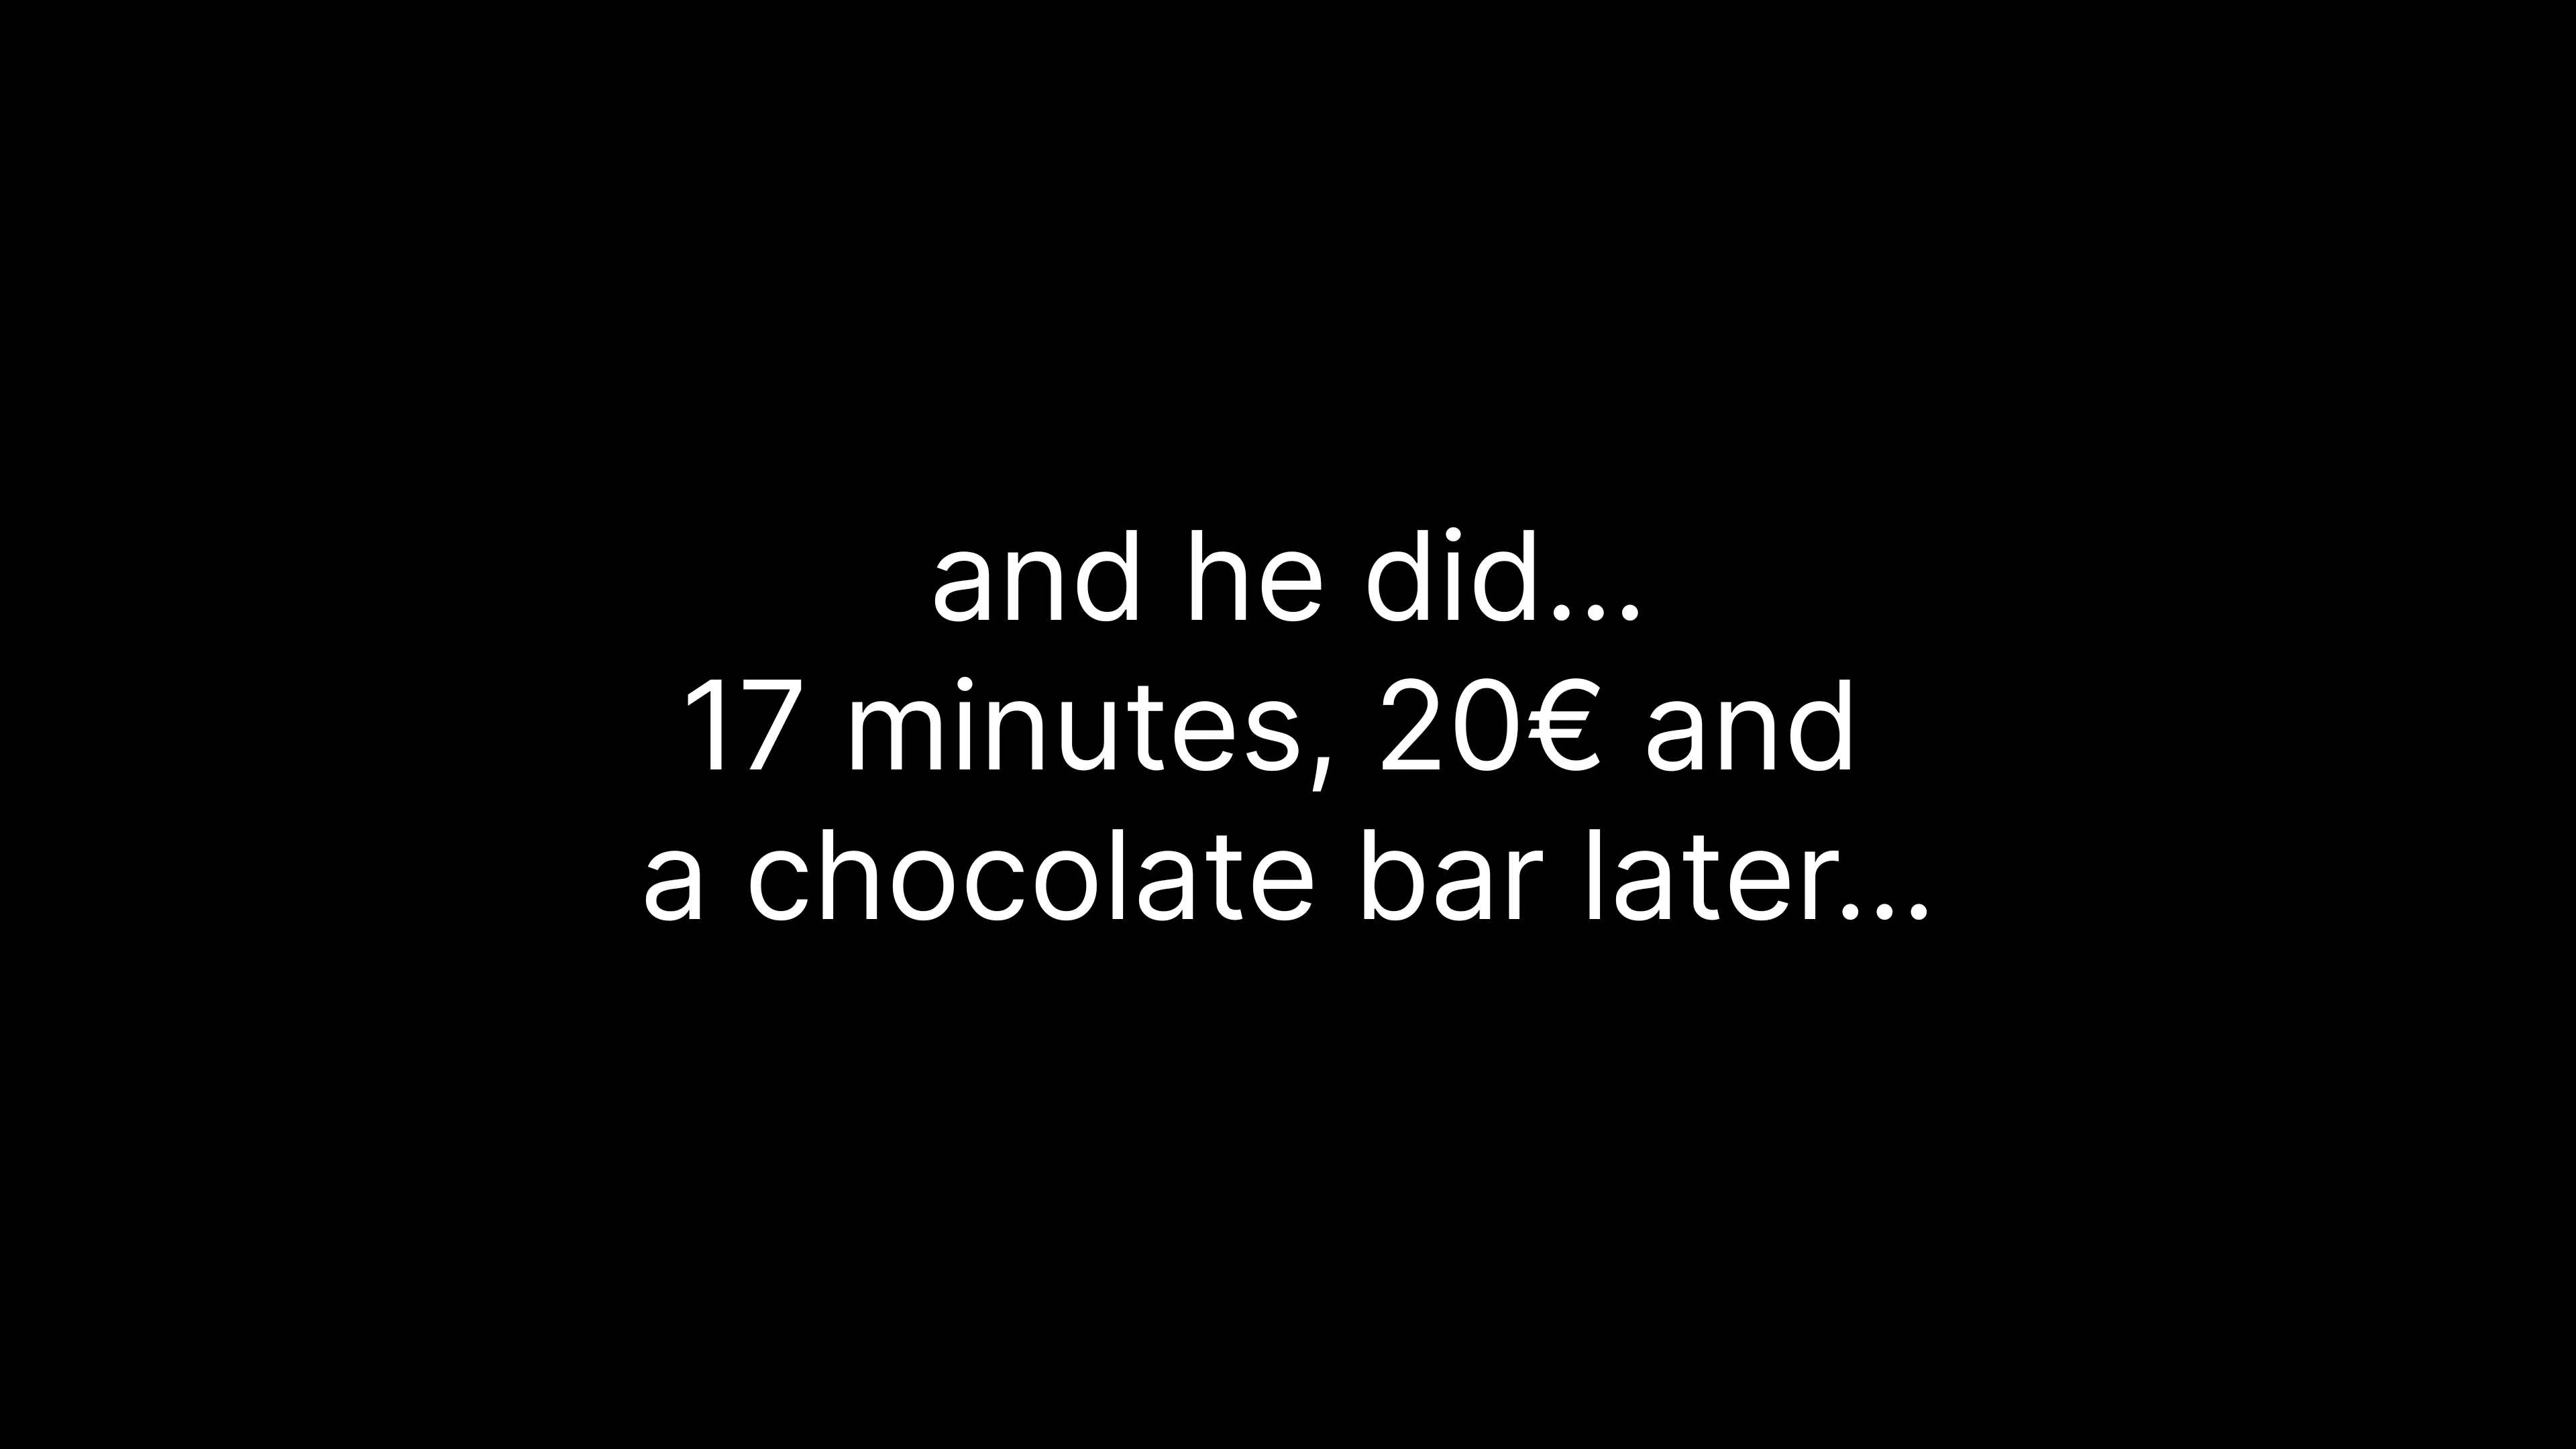 and he did...
17 minutes, 20€ and
a chocolate bar later...